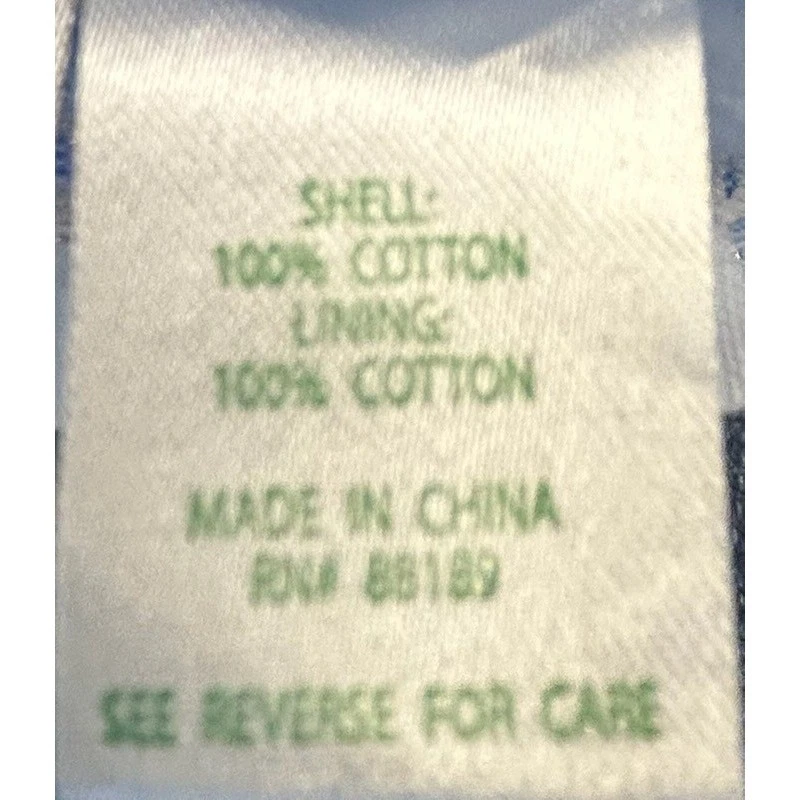 SHELL:
100% COTTON
LINING:
100% COTTON
MADE IN CHINA
RN# 88189
SEE REVERSE FOR CARE